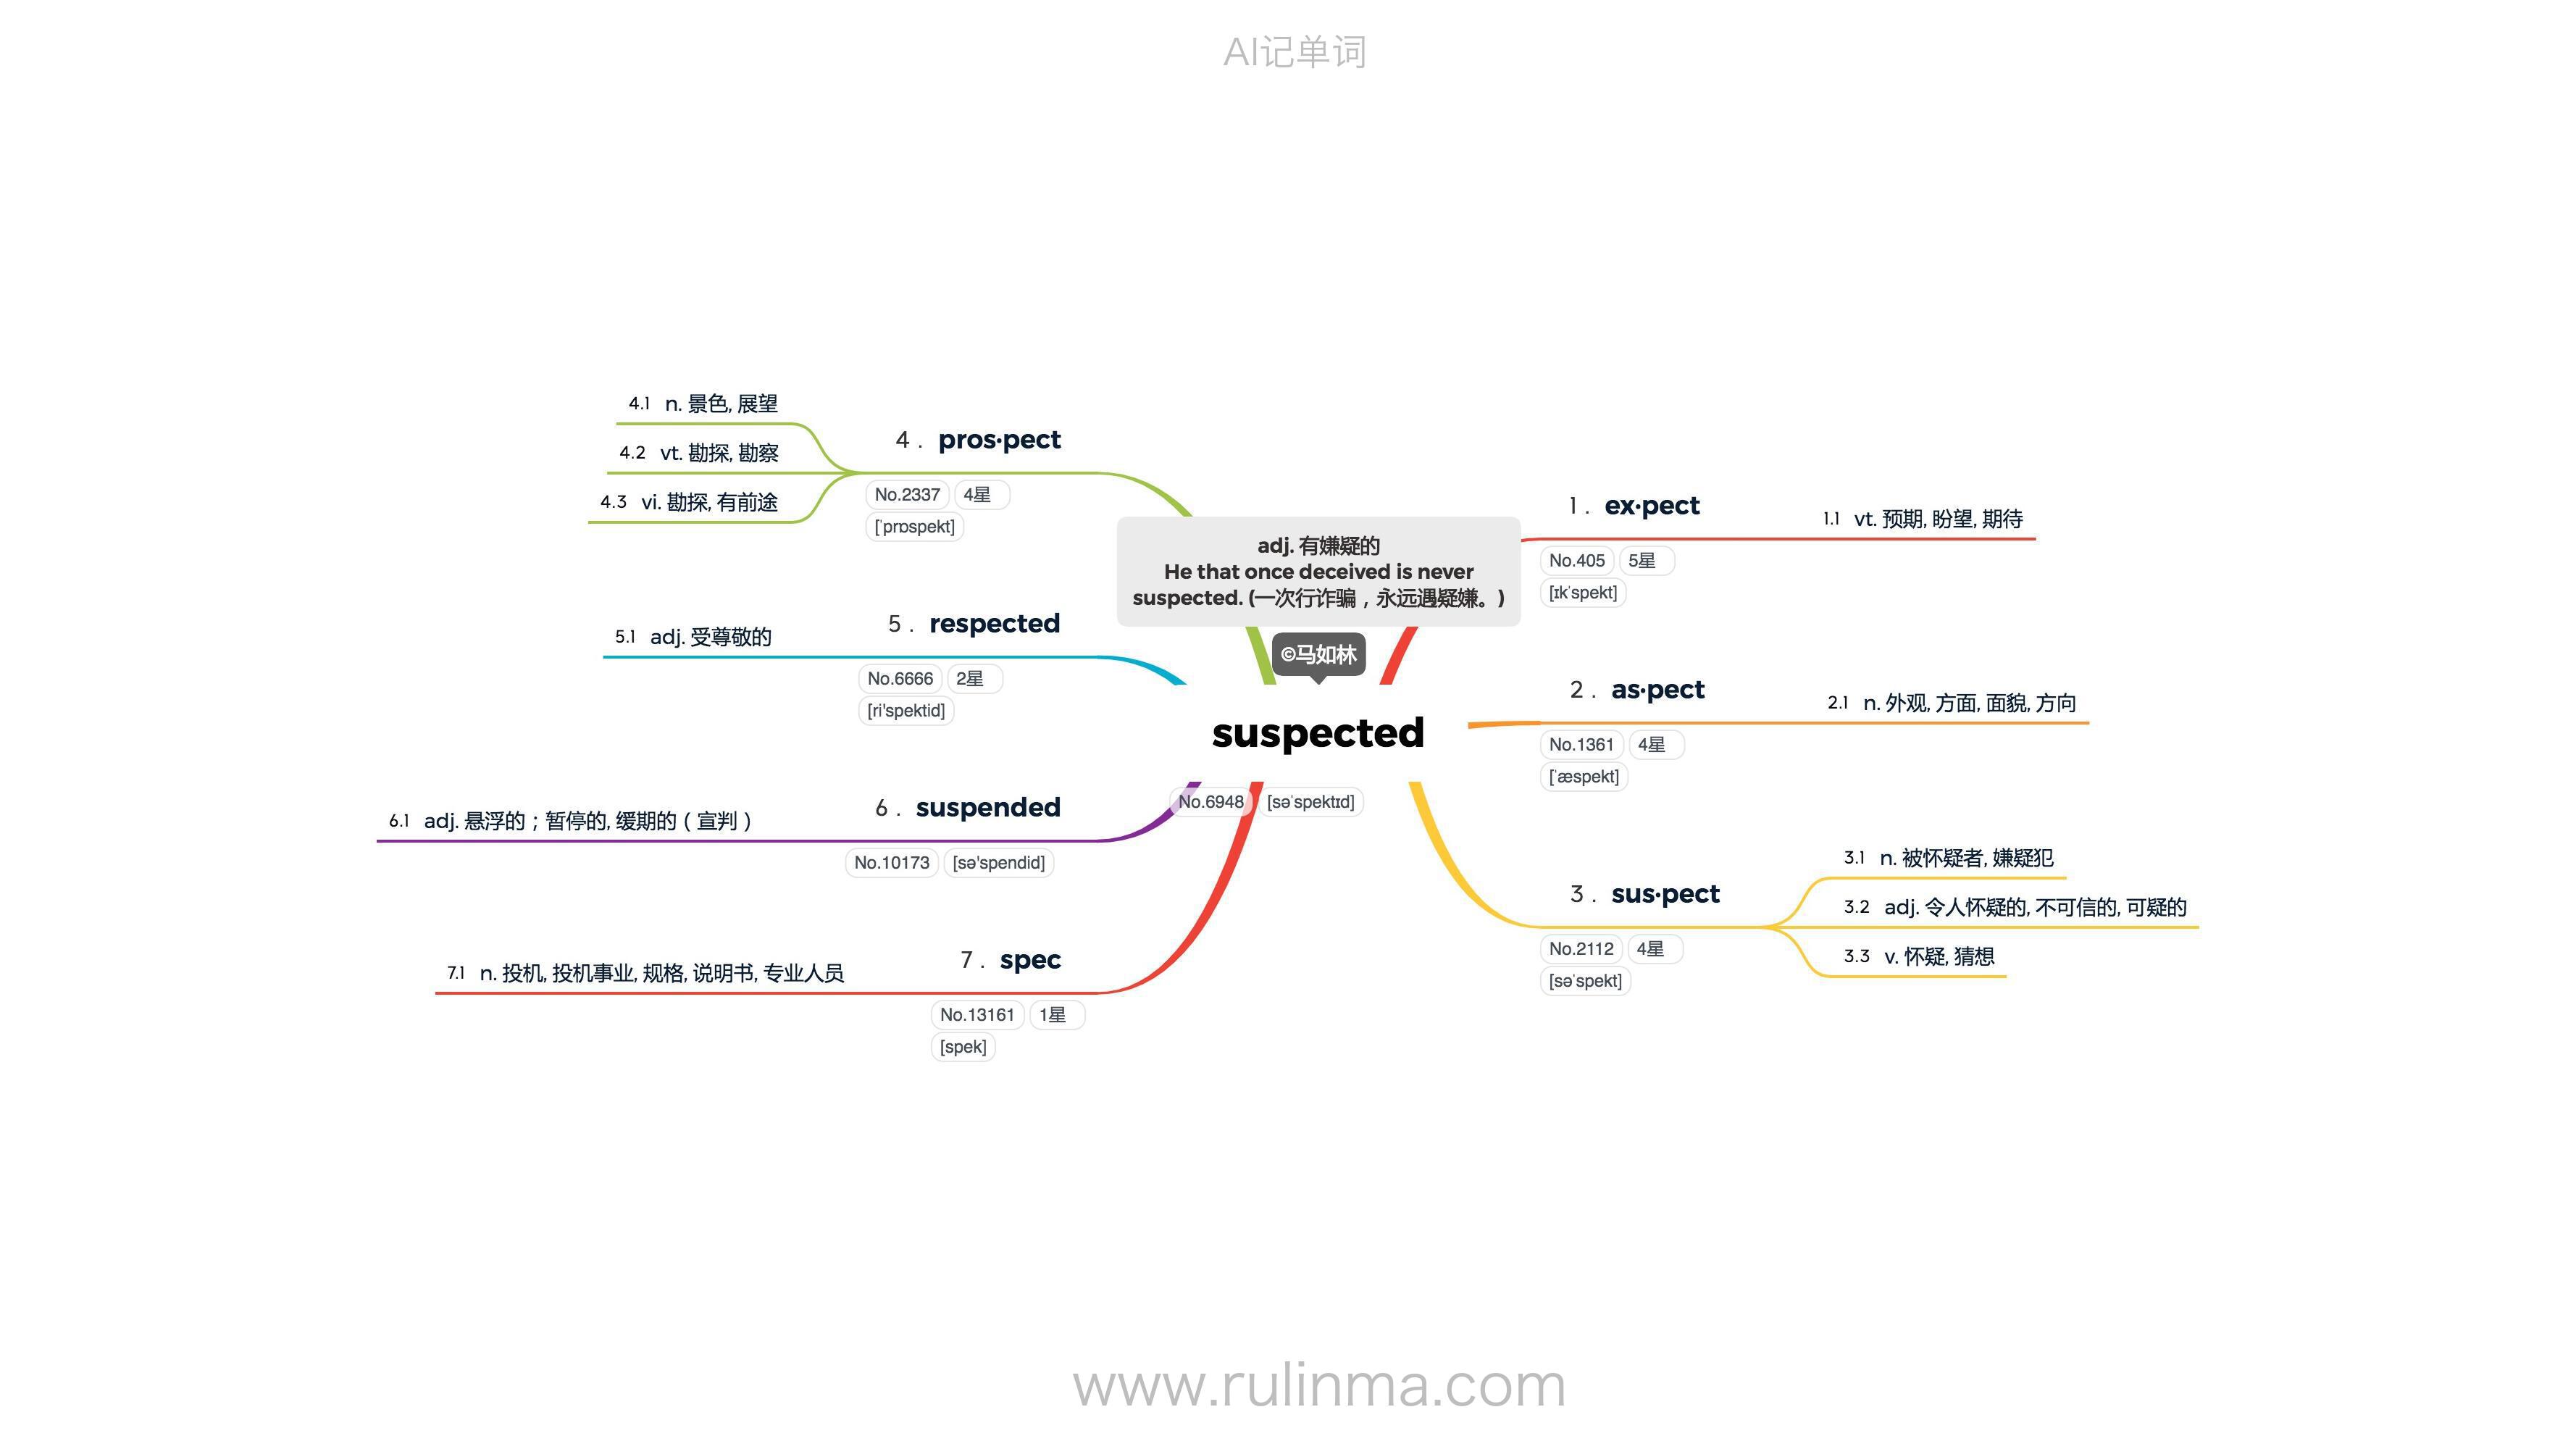 AI记单词
adj. 有嫌疑的
He that once deceived is never
suspected. (一次行诈骗，永远遇疑嫌。)
©马如林
suspected
No.6948 [səˈspektɪd]
1. ex·pect
No.405 5星
[ɪkˈspekt]
1.1 vt. 预期, 盼望, 期待
2. as·pect
No.1361 4星
[ˈæspekt]
2.1 n. 外观, 方面, 面貌, 方向
3. sus·pect
No.2112 4星
[səˈspekt]
3.1 n. 被怀疑者, 嫌疑犯
3.2 adj. 令人怀疑的, 不可信的, 可疑的
3.3 v. 怀疑, 猜想
4. pros·pect
No.2337 4星
[ˈprɒspekt]
4.1 n. 景色, 展望
4.2 vt. 勘探, 勘察
4.3 vi. 勘探, 有前途
5. respected
No.6666 2星
[ri'spektid]
5.1 adj. 受尊敬的
6. suspended
No.10173 [sə'spendid]
6.1 adj. 悬浮的；暂停的, 缓期的（宣判）
7. spec
No.13161 1星
[spek]
7.1 n. 投机, 投机事业, 规格, 说明书, 专业人员
www.rulinma.com